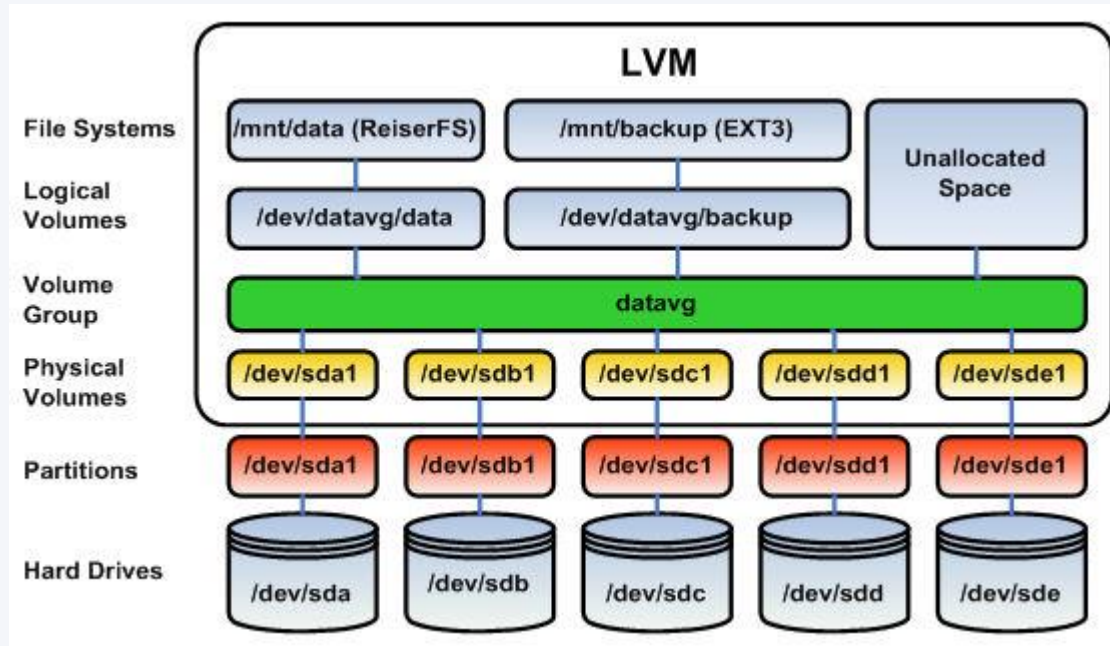 LVM
File Systems
/mnt/data (ReiserFS)
/mnt/backup (EXT3)
Unallocated
Space
Logical
Volumes
/dev/datavg/data
/dev/datavg/backup
Volume
Group
datavg
Physical
Volumes
/dev/sda1
/dev/sdb1
/dev/sdc1
/dev/sdd1
/dev/sde1
Partitions
/dev/sda1
/dev/sdb1
/dev/sdc1
/dev/sdd1
/dev/sde1
Hard Drives
/dev/sda
/dev/sdb
/dev/sdc
/dev/sdd
/dev/sde